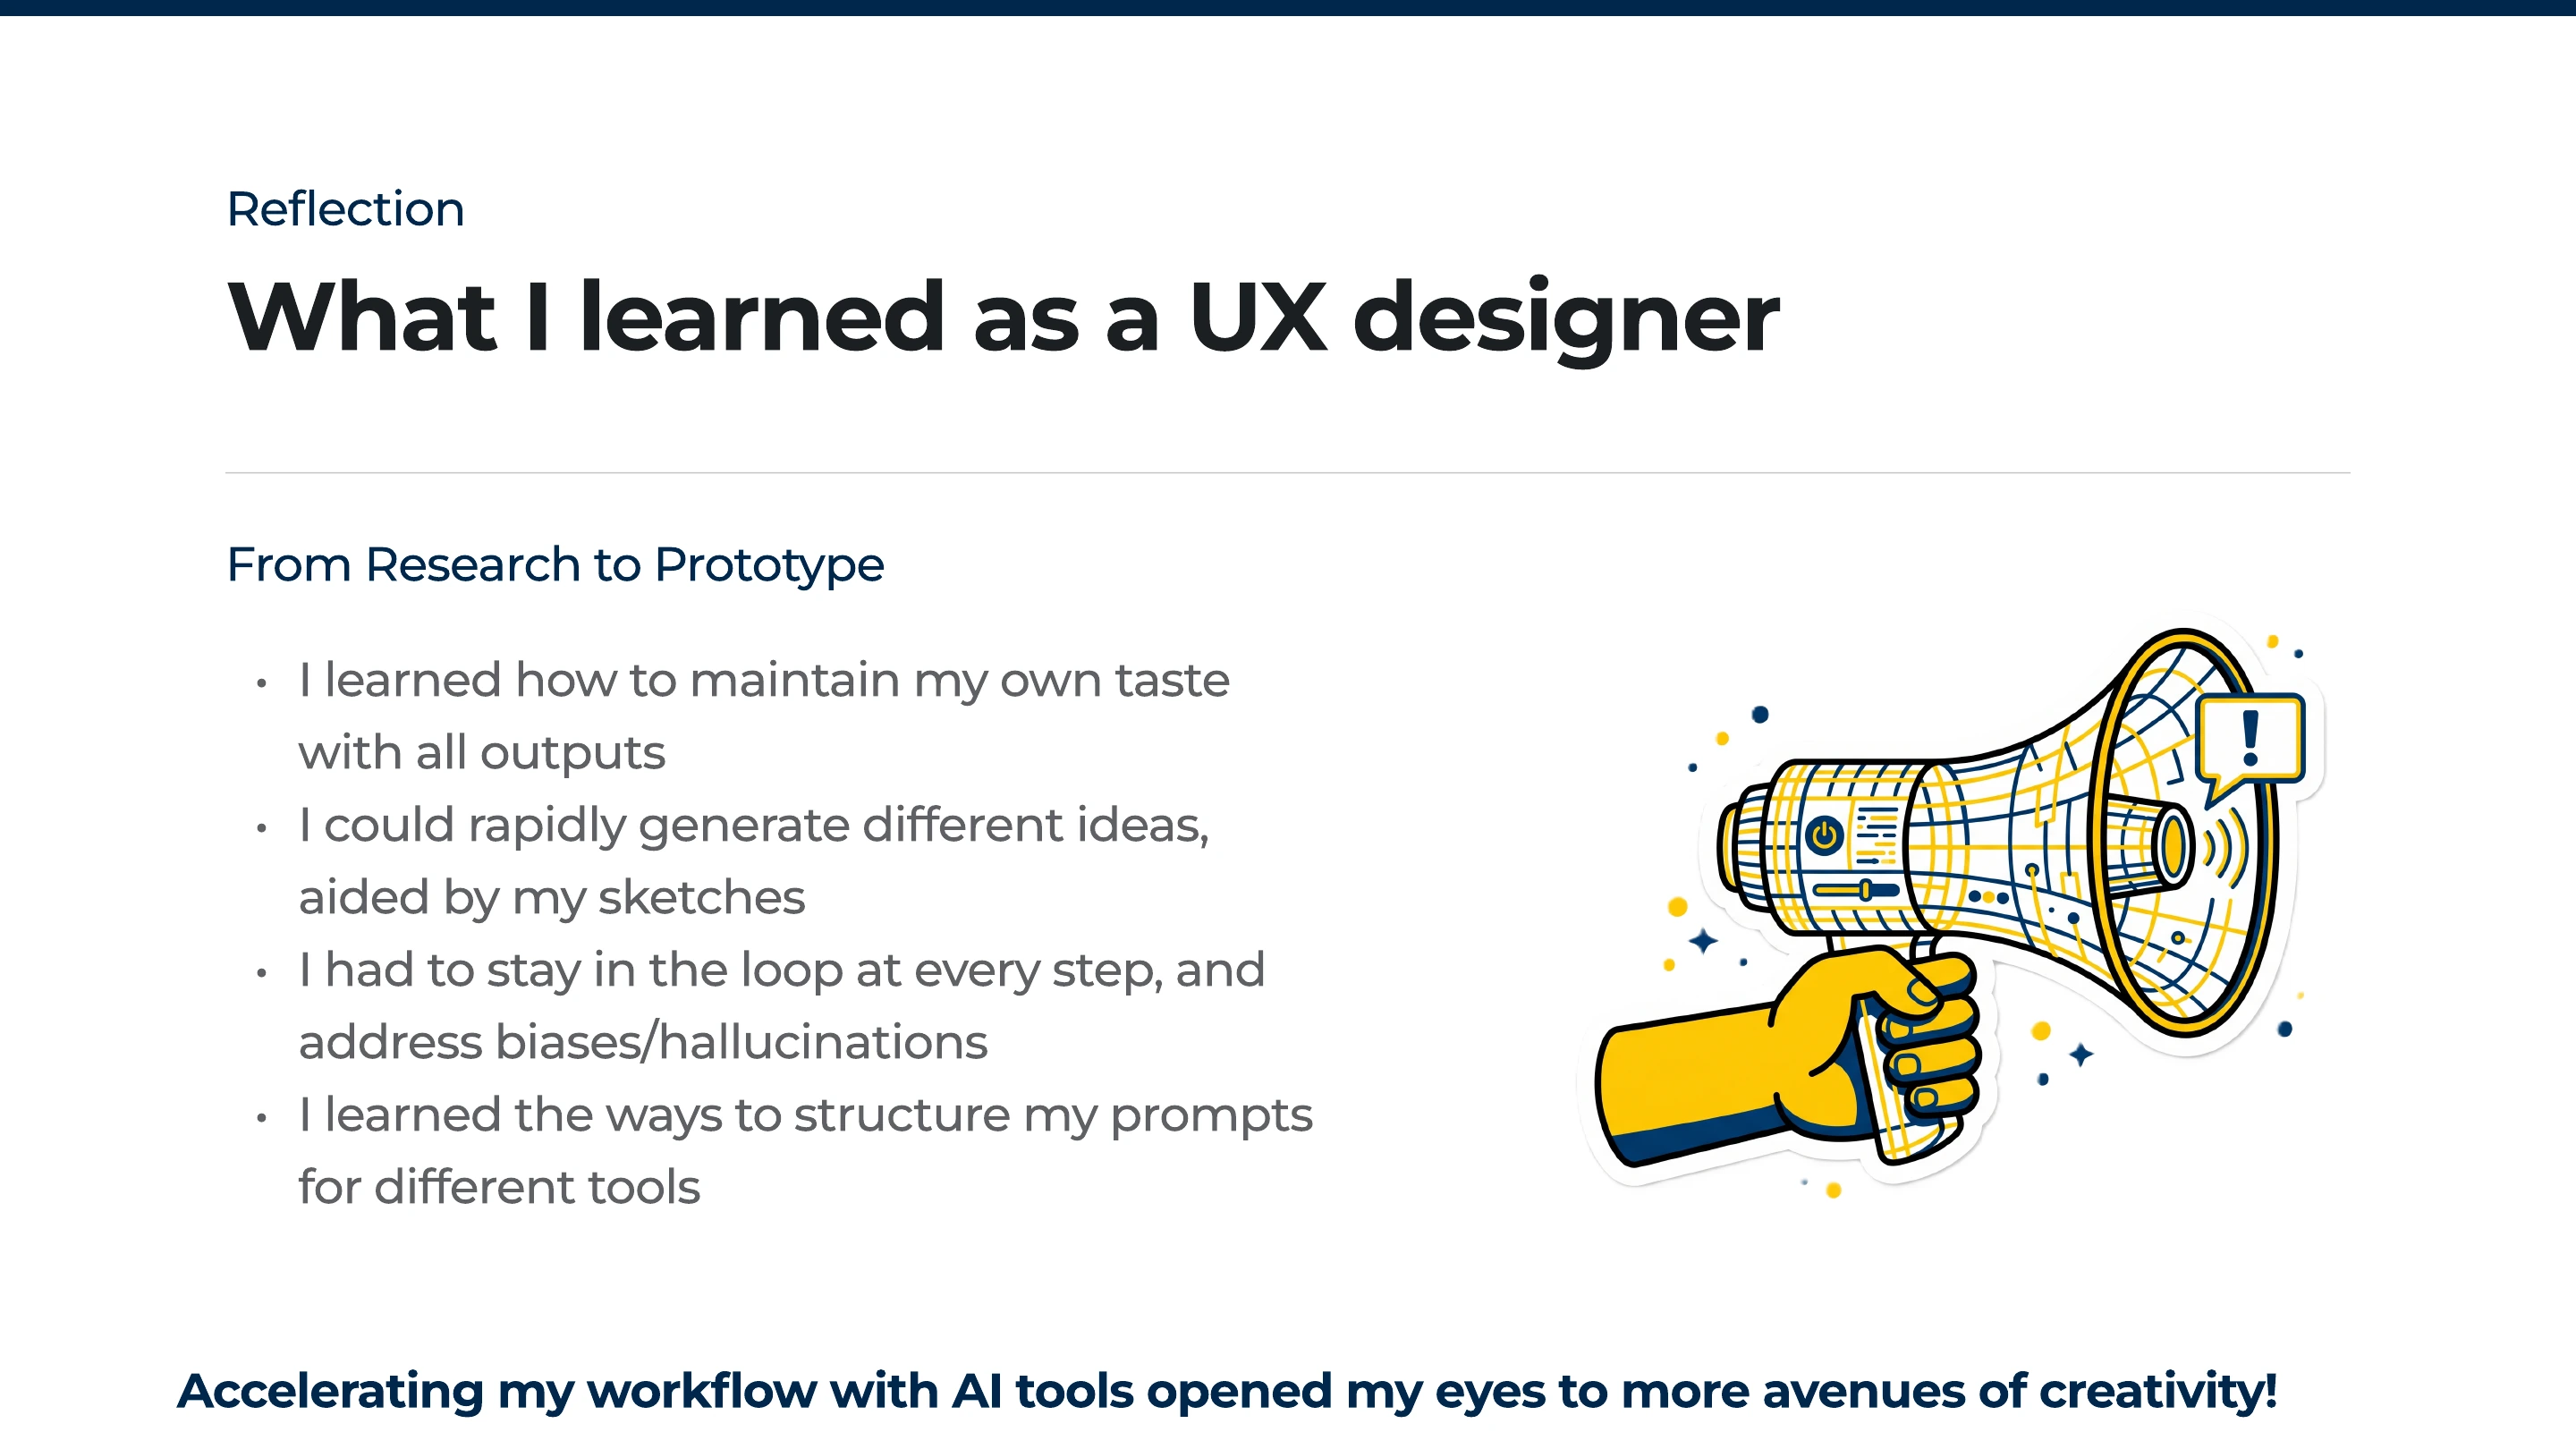 Reflection
What I learned as a UX designer
From Research to Prototype
• I learned how to maintain my own taste
with all outputs
• I could rapidly generate different ideas,
aided by my sketches
• I had to stay in the loop at every step, and
address biases/hallucinations
• I learned the ways to structure my prompts
for different tools
!
Accelerating my workflow with AI tools opened my eyes to more avenues of creativity!